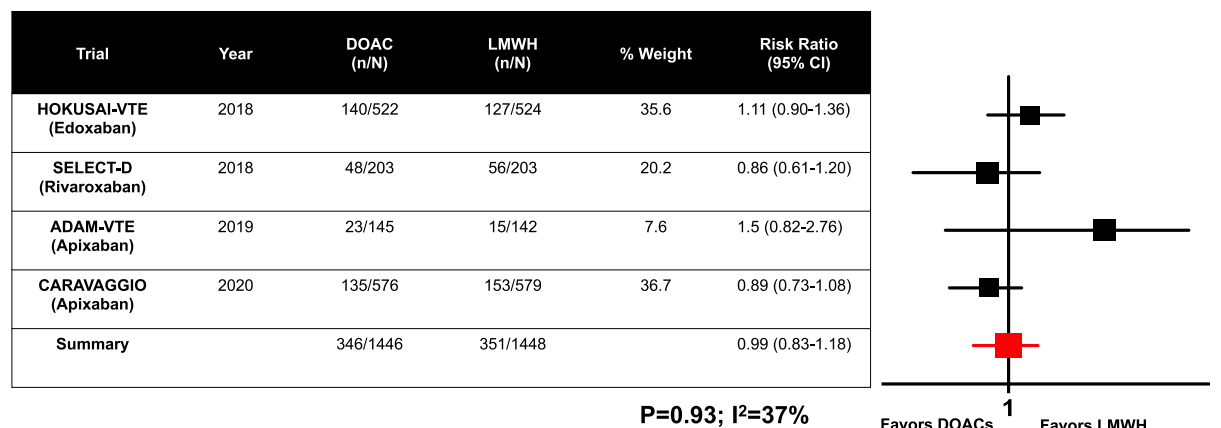 Trial Year DOAC (n/N) LMWH (n/N) % Weight Risk Ratio (95% CI)
HOKUSAI-VTE (Edoxaban) 2018 140/522 127/524 35.6 1.11 (0.90-1.36)
SELECT-D (Rivaroxaban) 2018 48/203 56/203 20.2 0.86 (0.61-1.20)
ADAM-VTE (Apixaban) 2019 23/145 15/142 7.6 1.5 (0.82-2.76)
CARAVAGGIO (Apixaban) 2020 135/576 153/579 36.7 0.89 (0.73-1.08)
Summary 346/1446 351/1448 0.99 (0.83-1.18)
P=0.93; I²=37%
1
Favors DOACs Favors LMWH